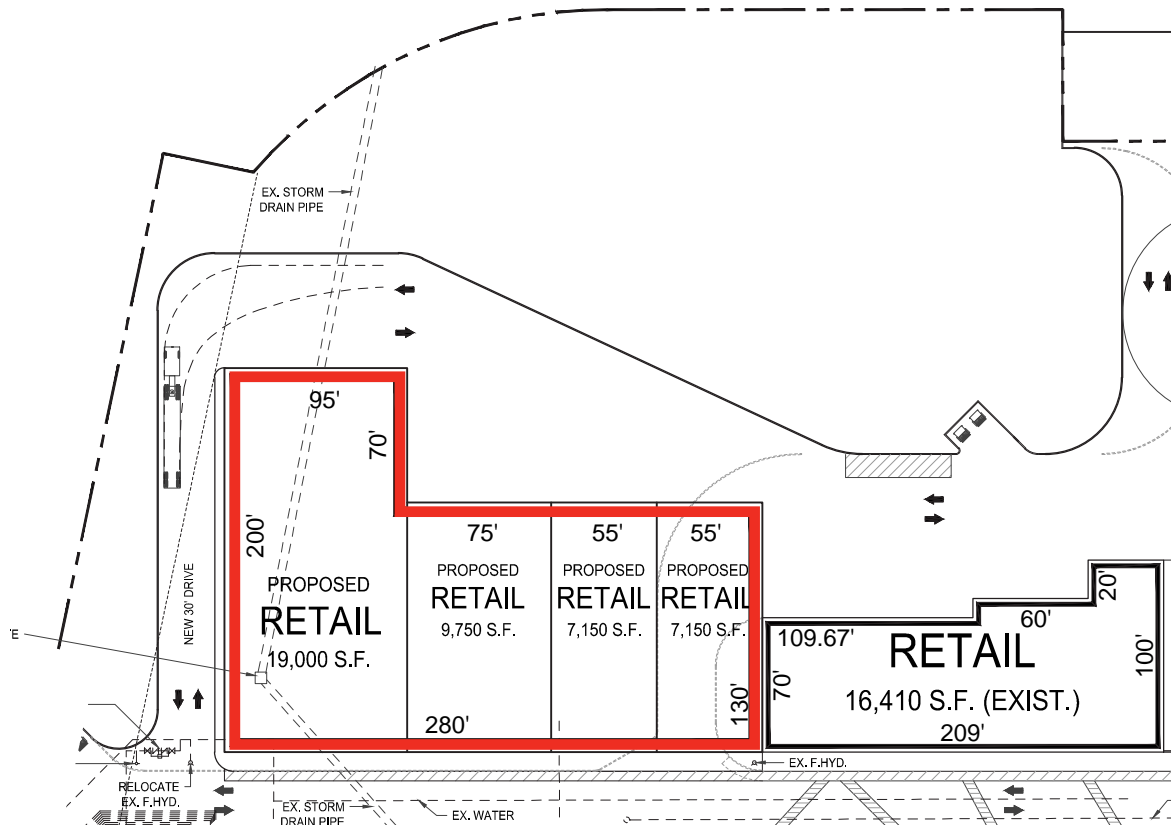 EX. STORM
DRAIN PIPE
95'
70'
200'
75'
55'
55'
PROPOSED
RETAIL
19,000 S.F.
PROPOSED
RETAIL
9,750 S.F.
PROPOSED
RETAIL
7,150 S.F.
PROPOSED
RETAIL
7,150 S.F.
130'
280'
NEW 30' DRIVE
109.67'
60'
20'
70'
100'
RETAIL
16,410 S.F. (EXIST.)
209'
EX. F.HYD.
RELOCATE
EX. F.HYD.
EX. STORM
DRAIN PIPE
EX. WATER